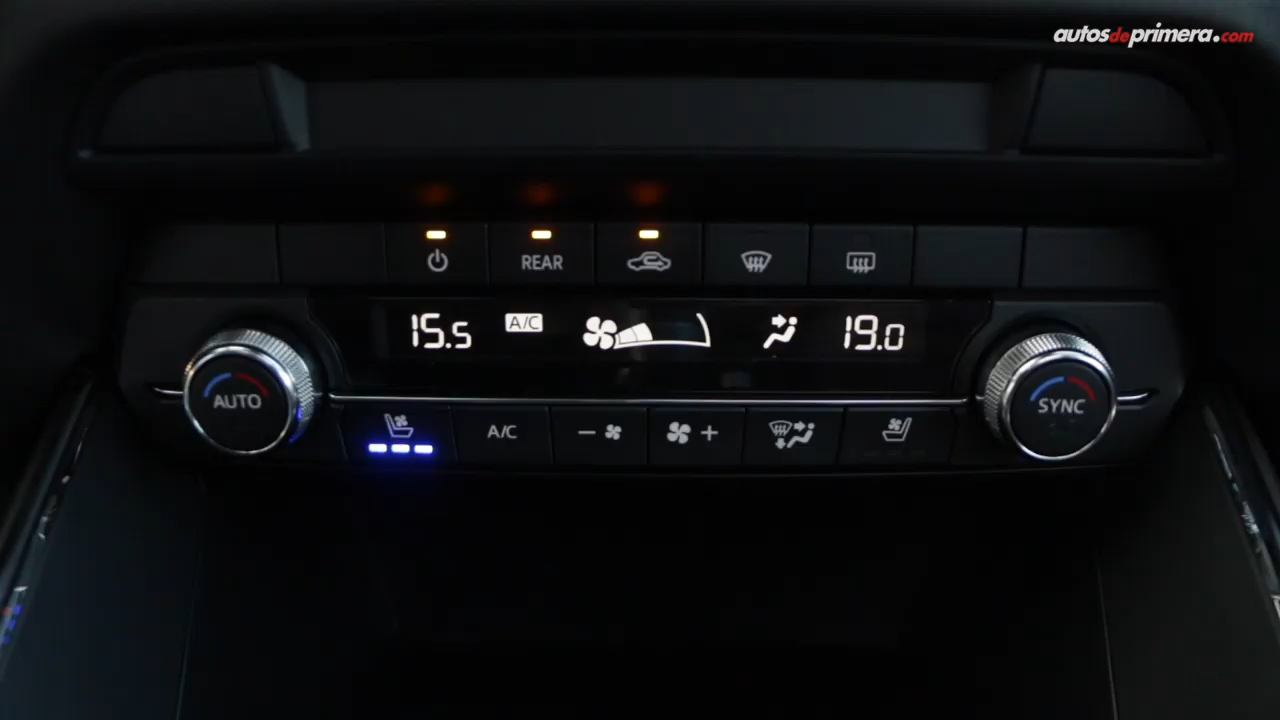 autosdeprimera.com
REAR
15.5 A/C 19.0
AUTO
SYNC
A/C